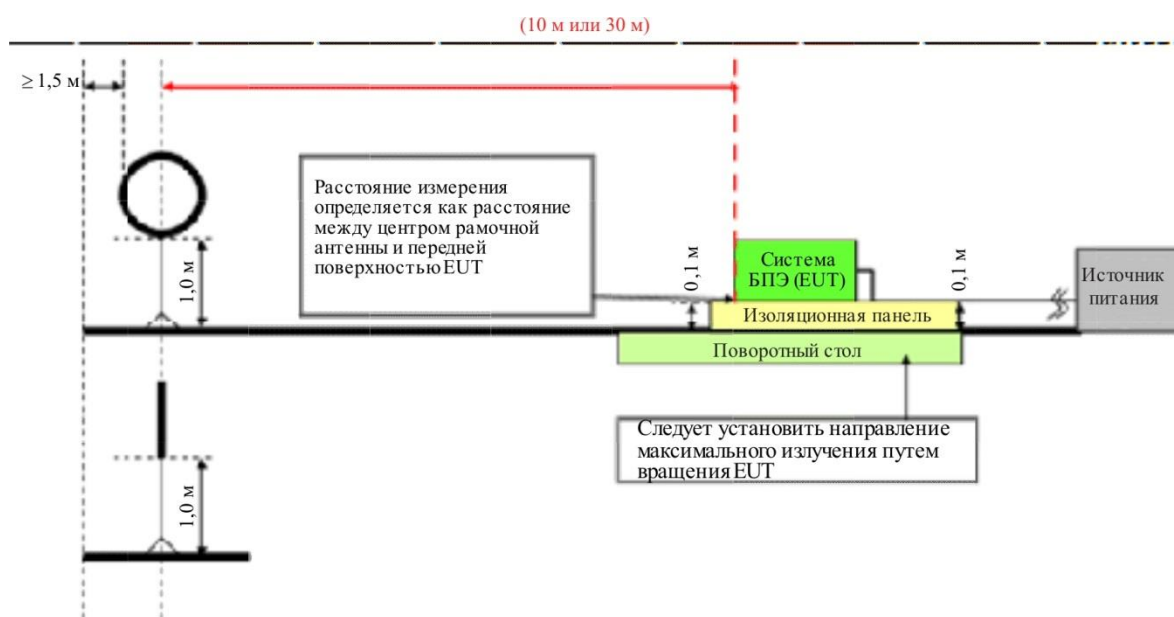 (10 м или 30 м)
≥ 1,5 м
Расстояние измерения
определяется как расстояние
между центром рамочной
антенны и передней
поверхностью EUT
1,0 м
0,1 м
Система
БПЭ (EUT)
0,1 м
Источник
питания
Изоляционная панель
Поворотный стол
Следует установить направление
максимального излучения путем
вращения EUT
1,0 м